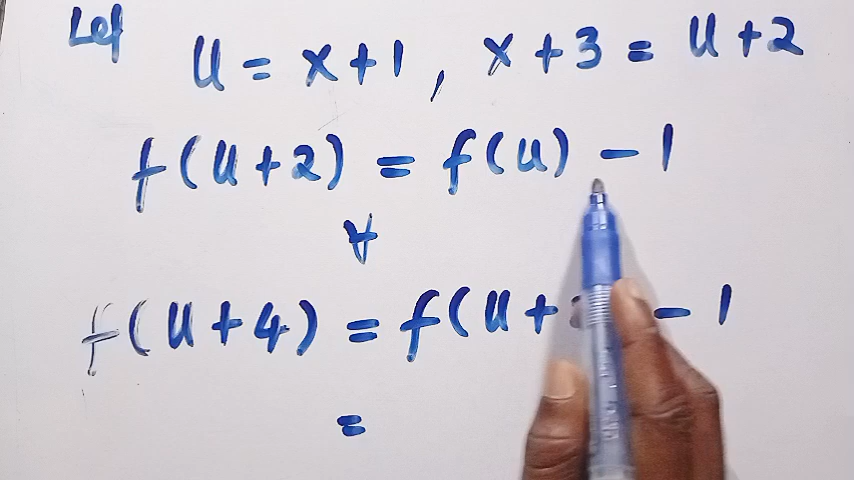 Let u = x + 1 , x + 3 = u + 2
f(u + 2) = f(u) - 1
∀
f(u + 4) = f(u + - 1
=